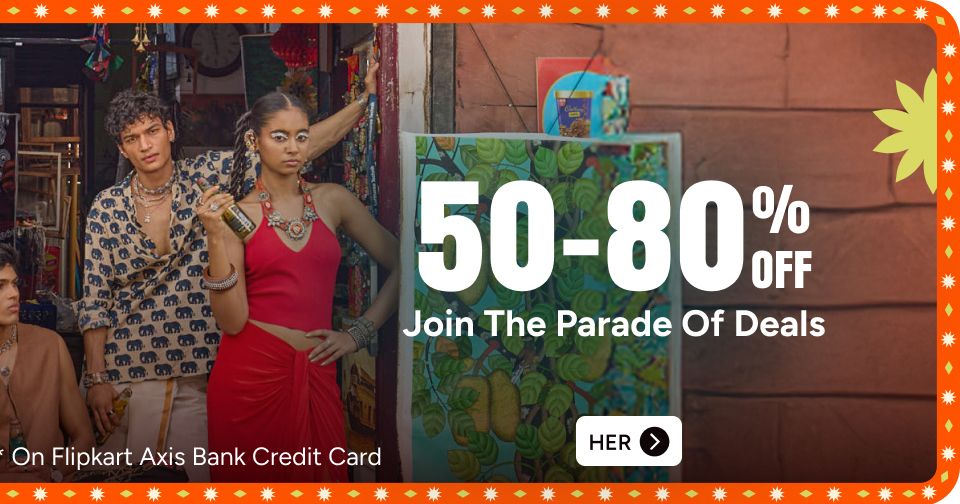 50-80% OFF
Join The Parade Of Deals
HER
* On Flipkart Axis Bank Credit Card